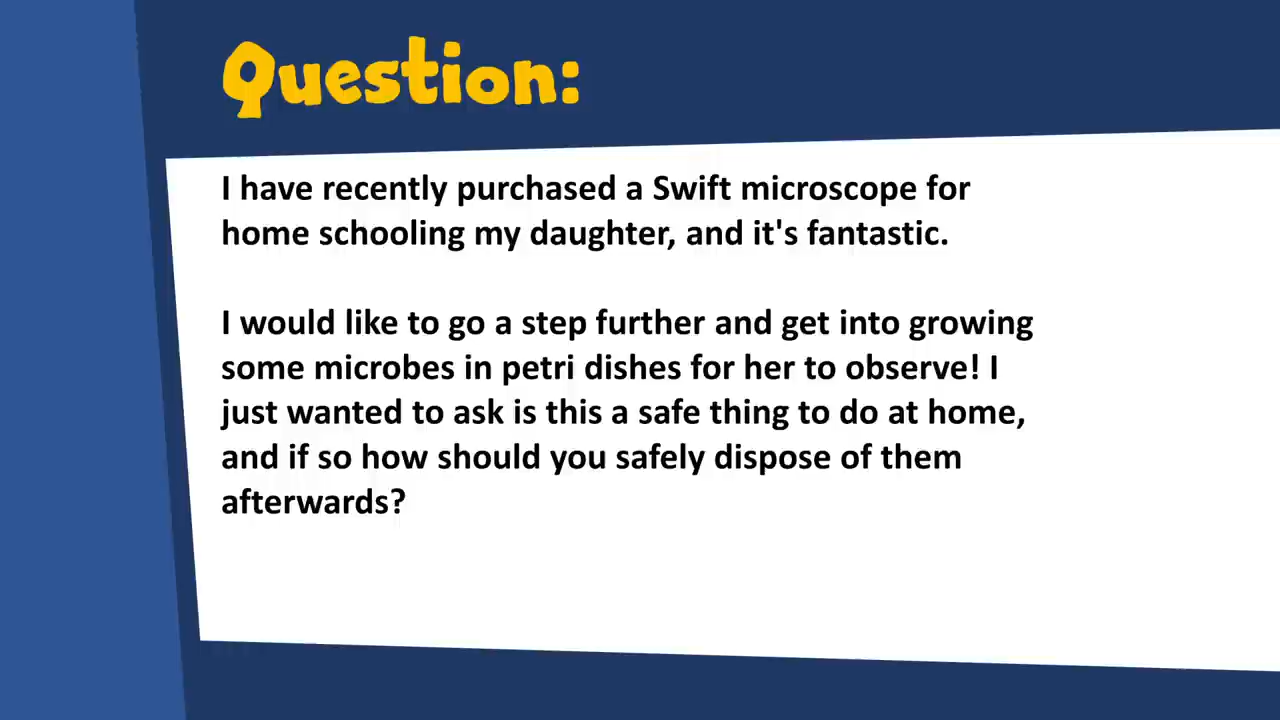 Question:
I have recently purchased a Swift microscope for
home schooling my daughter, and it's fantastic.
I would like to go a step further and get into growing
some microbes in petri dishes for her to observe! I
just wanted to ask is this a safe thing to do at home,
and if so how should you safely dispose of them
afterwards?